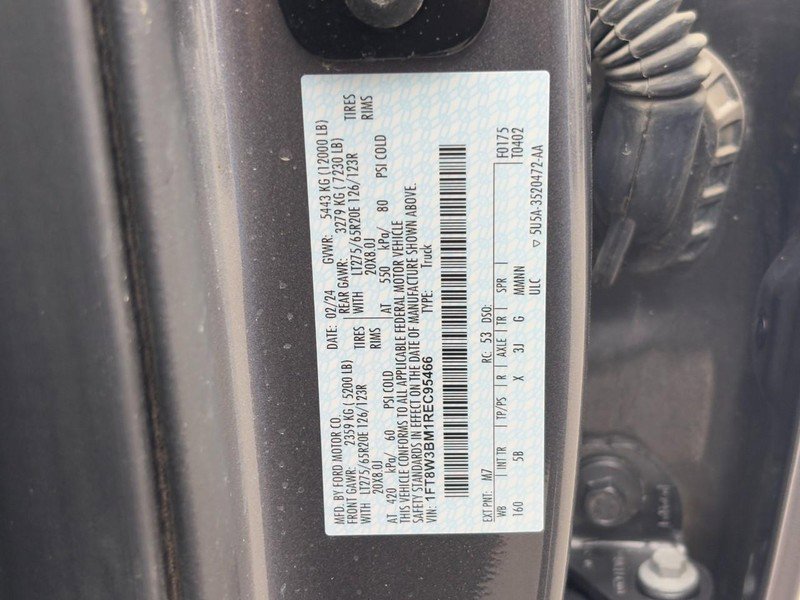 MFD. BY FORD MOTOR CO. DATE: 02/24 GVWR: 5443 KG (12000 LB)
FRONT GAWR: 2359 KG ( 5200 LB) REAR GAWR: 3279 KG ( 7230 LB)
WITH LT275/65R20E 126/123R TIRES WITH LT275/65R20E 126/123R TIRES
20X8.0J RIMS 20X8.0J RIMS
AT 420 kPa/ 60 PSI COLD AT 550 kPa/ 80 PSI COLD
THIS VEHICLE CONFORMS TO ALL APPLICABLE FEDERAL MOTOR VEHICLE
SAFETY STANDARDS IN EFFECT ON THE DATE OF MANUFACTURE SHOWN ABOVE.
VIN: 1FT8W3BM1REC95466 TYPE: Truck
F0175
EXT PNT: M7 RC: 53 DSO: T0402
WB INT TR TP/PS R AXLE TR SPR
160 5B X 3J G MMNN
ULC
▽ 5U5A-3520472-AA